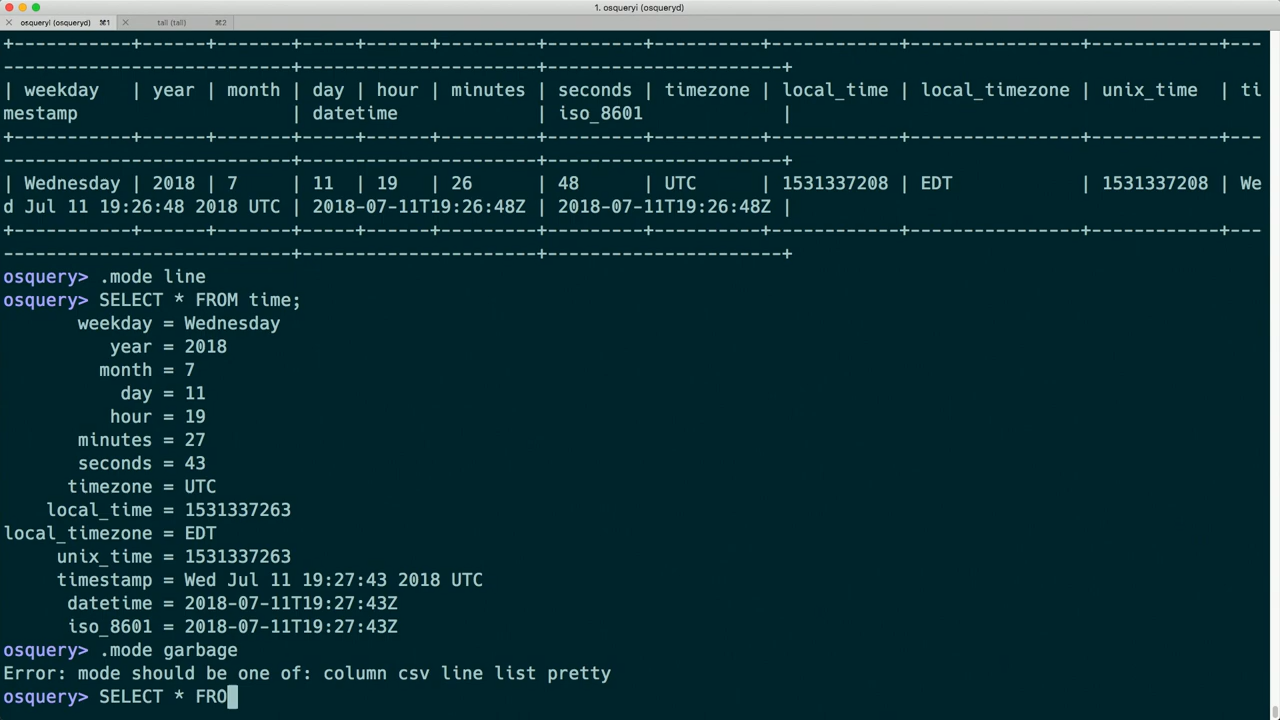 1. osqueryi (osqueryd)
osqueryi (osqueryd) ⌘1 tail (tail) ⌘2
+-----------+------+-------+-----+------+---------+---------+----------+------------+----------------+------------+---
---------------------------+----------------------+----------------------+
| weekday   | year | month | day | hour | minutes | seconds | timezone | local_time | local_timezone | unix_time  | ti
mestamp                    | datetime             | iso_8601             |
+-----------+------+-------+-----+------+---------+---------+----------+------------+----------------+------------+---
---------------------------+----------------------+----------------------+
| Wednesday | 2018 | 7     | 11  | 19   | 26      | 48      | UTC      | 1531337208 | EDT            | 1531337208 | We
d Jul 11 19:26:48 2018 UTC | 2018-07-11T19:26:48Z | 2018-07-11T19:26:48Z |
+-----------+------+-------+-----+------+---------+---------+----------+------------+----------------+------------+---
---------------------------+----------------------+----------------------+
osquery> .mode line
osquery> SELECT * FROM time;
       weekday = Wednesday
          year = 2018
         month = 7
           day = 11
          hour = 19
       minutes = 27
       seconds = 43
      timezone = UTC
    local_time = 1531337263
local_timezone = EDT
     unix_time = 1531337263
     timestamp = Wed Jul 11 19:27:43 2018 UTC
      datetime = 2018-07-11T19:27:43Z
      iso_8601 = 2018-07-11T19:27:43Z
osquery> .mode garbage
Error: mode should be one of: column csv line list pretty
osquery> SELECT * FRO